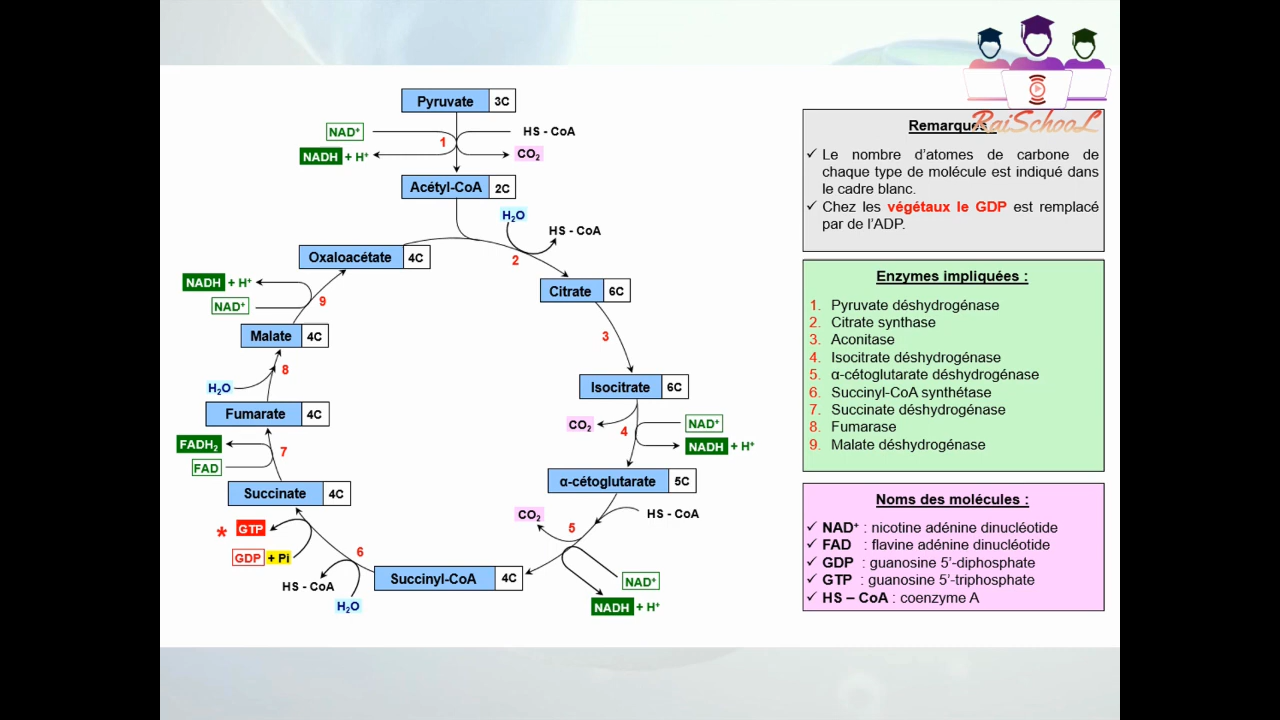 Pyruvate 3C
NAD⁺
HS - CoA
1
NADH + H⁺
CO₂
Acétyl-CoA 2C
H₂O
HS - CoA
2
Oxaloacétate 4C
Citrate 6C
NADH + H⁺
NAD⁺
9
3
Malate 4C
Isocitrate 6C
8
H₂O
Fumarate 4C
CO₂
4
NAD⁺
NADH + H⁺
FADH₂
FAD
7
α-cétoglutarate 5C
Succinate 4C
CO₂
HS - CoA
5
* GTP
GDP + Pi
6
HS - CoA
H₂O
Succinyl-CoA 4C
NAD⁺
NADH + H⁺
RaiSchooL
Remarques
✓ Le nombre d'atomes de carbone de
chaque type de molécule est indiqué dans
le cadre blanc.
✓ Chez les végétaux le GDP est remplacé
par de l'ADP.
Enzymes impliquées :
1. Pyruvate déshydrogénase
2. Citrate synthase
3. Aconitase
4. Isocitrate déshydrogénase
5. α-cétoglutarate déshydrogénase
6. Succinyl-CoA synthétase
7. Succinate déshydrogénase
8. Fumarase
9. Malate déshydrogénase
Noms des molécules :
✓ NAD⁺ : nicotine adénine dinucléotide
✓ FAD : flavine adénine dinucléotide
✓ GDP : guanosine 5'-diphosphate
✓ GTP : guanosine 5'-triphosphate
✓ HS – CoA : coenzyme A